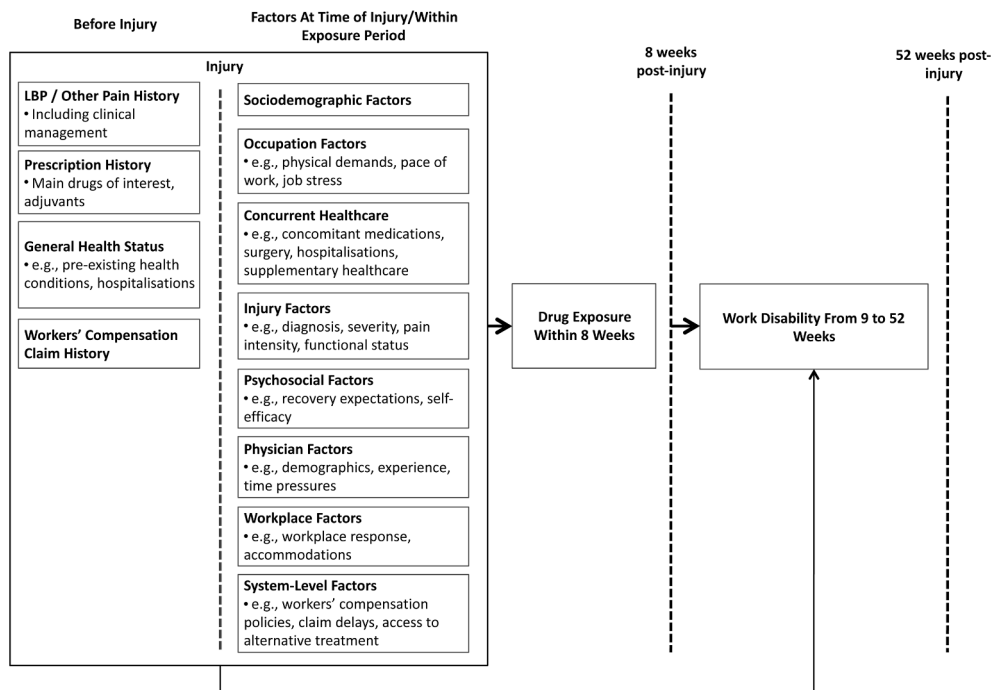 Before Injury
Factors At Time of Injury/Within
Exposure Period
8 weeks
post-injury
52 weeks post-
injury
Injury
LBP / Other Pain History
• Including clinical
management
Prescription History
• Main drugs of interest,
adjuvants
General Health Status
• e.g., pre-existing health
conditions, hospitalisations
Workers’ Compensation
Claim History
Sociodemographic Factors
Occupation Factors
• e.g., physical demands, pace of
work, job stress
Concurrent Healthcare
• e.g., concomitant medications,
surgery, hospitalisations,
supplementary healthcare
Injury Factors
• e.g., diagnosis, severity, pain
intensity, functional status
Psychosocial Factors
• e.g., recovery expectations, self-
efficacy
Physician Factors
• e.g., demographics, experience,
time pressures
Workplace Factors
• e.g., workplace response,
accommodations
System-Level Factors
• e.g., workers’ compensation
policies, claim delays, access to
alternative treatment
Drug Exposure
Within 8 Weeks
Work Disability From 9 to 52
Weeks